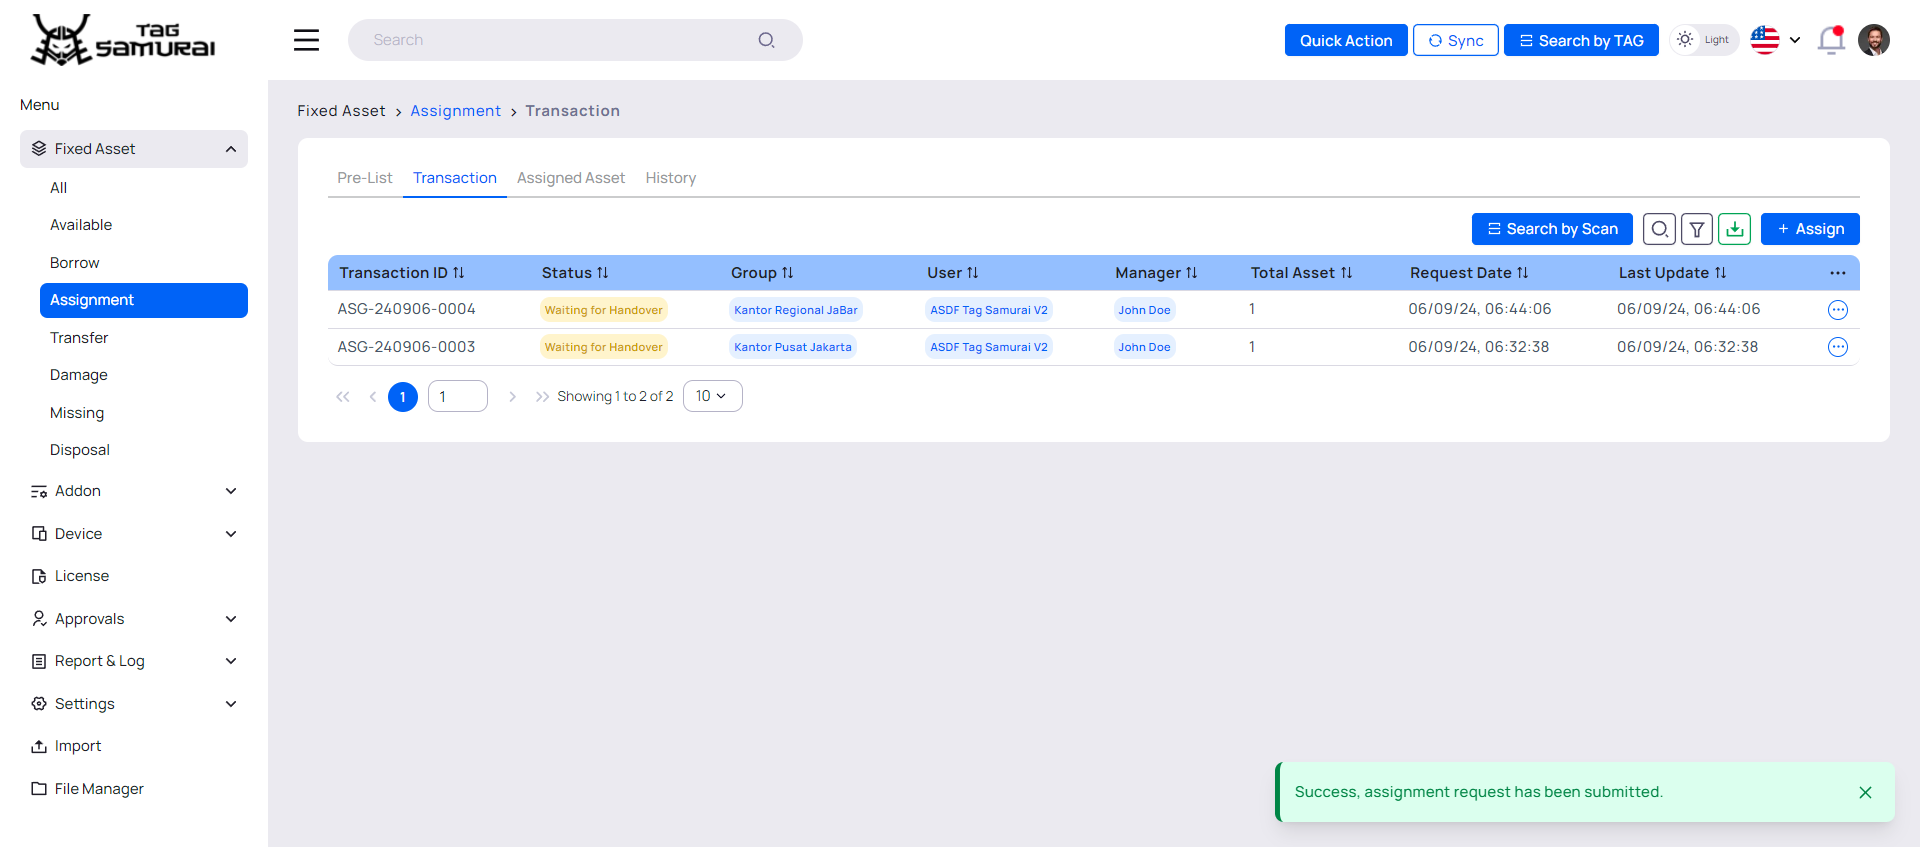 TAG
SAMURAI
Search
Quick Action
Sync
Search by TAG
Light
Menu
Fixed Asset
All
Available
Borrow
Assignment
Transfer
Damage
Missing
Disposal
Addon
Device
License
Approvals
Report & Log
Settings
Import
File Manager
Fixed Asset > Assignment > Transaction
Pre-List Transaction Assigned Asset History
Search by Scan + Assign
Transaction ID Status Group User Manager Total Asset Request Date Last Update
ASG-240906-0004 Waiting for Handover Kantor Regional JaBar ASDF Tag Samurai V2 John Doe 1 06/09/24, 06:44:06 06/09/24, 06:44:06
ASG-240906-0003 Waiting for Handover Kantor Pusat Jakarta ASDF Tag Samurai V2 John Doe 1 06/09/24, 06:32:38 06/09/24, 06:32:38
1 1 Showing 1 to 2 of 2 10
Success, assignment request has been submitted.